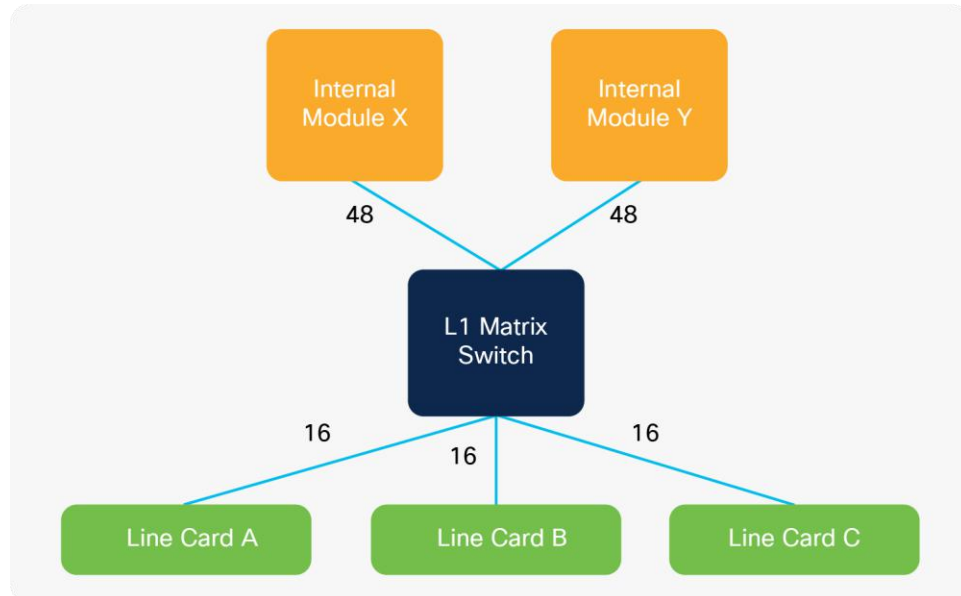 Internal
Module X
Internal
Module Y
48
48
L1 Matrix
Switch
16
16
16
Line Card A
Line Card B
Line Card C